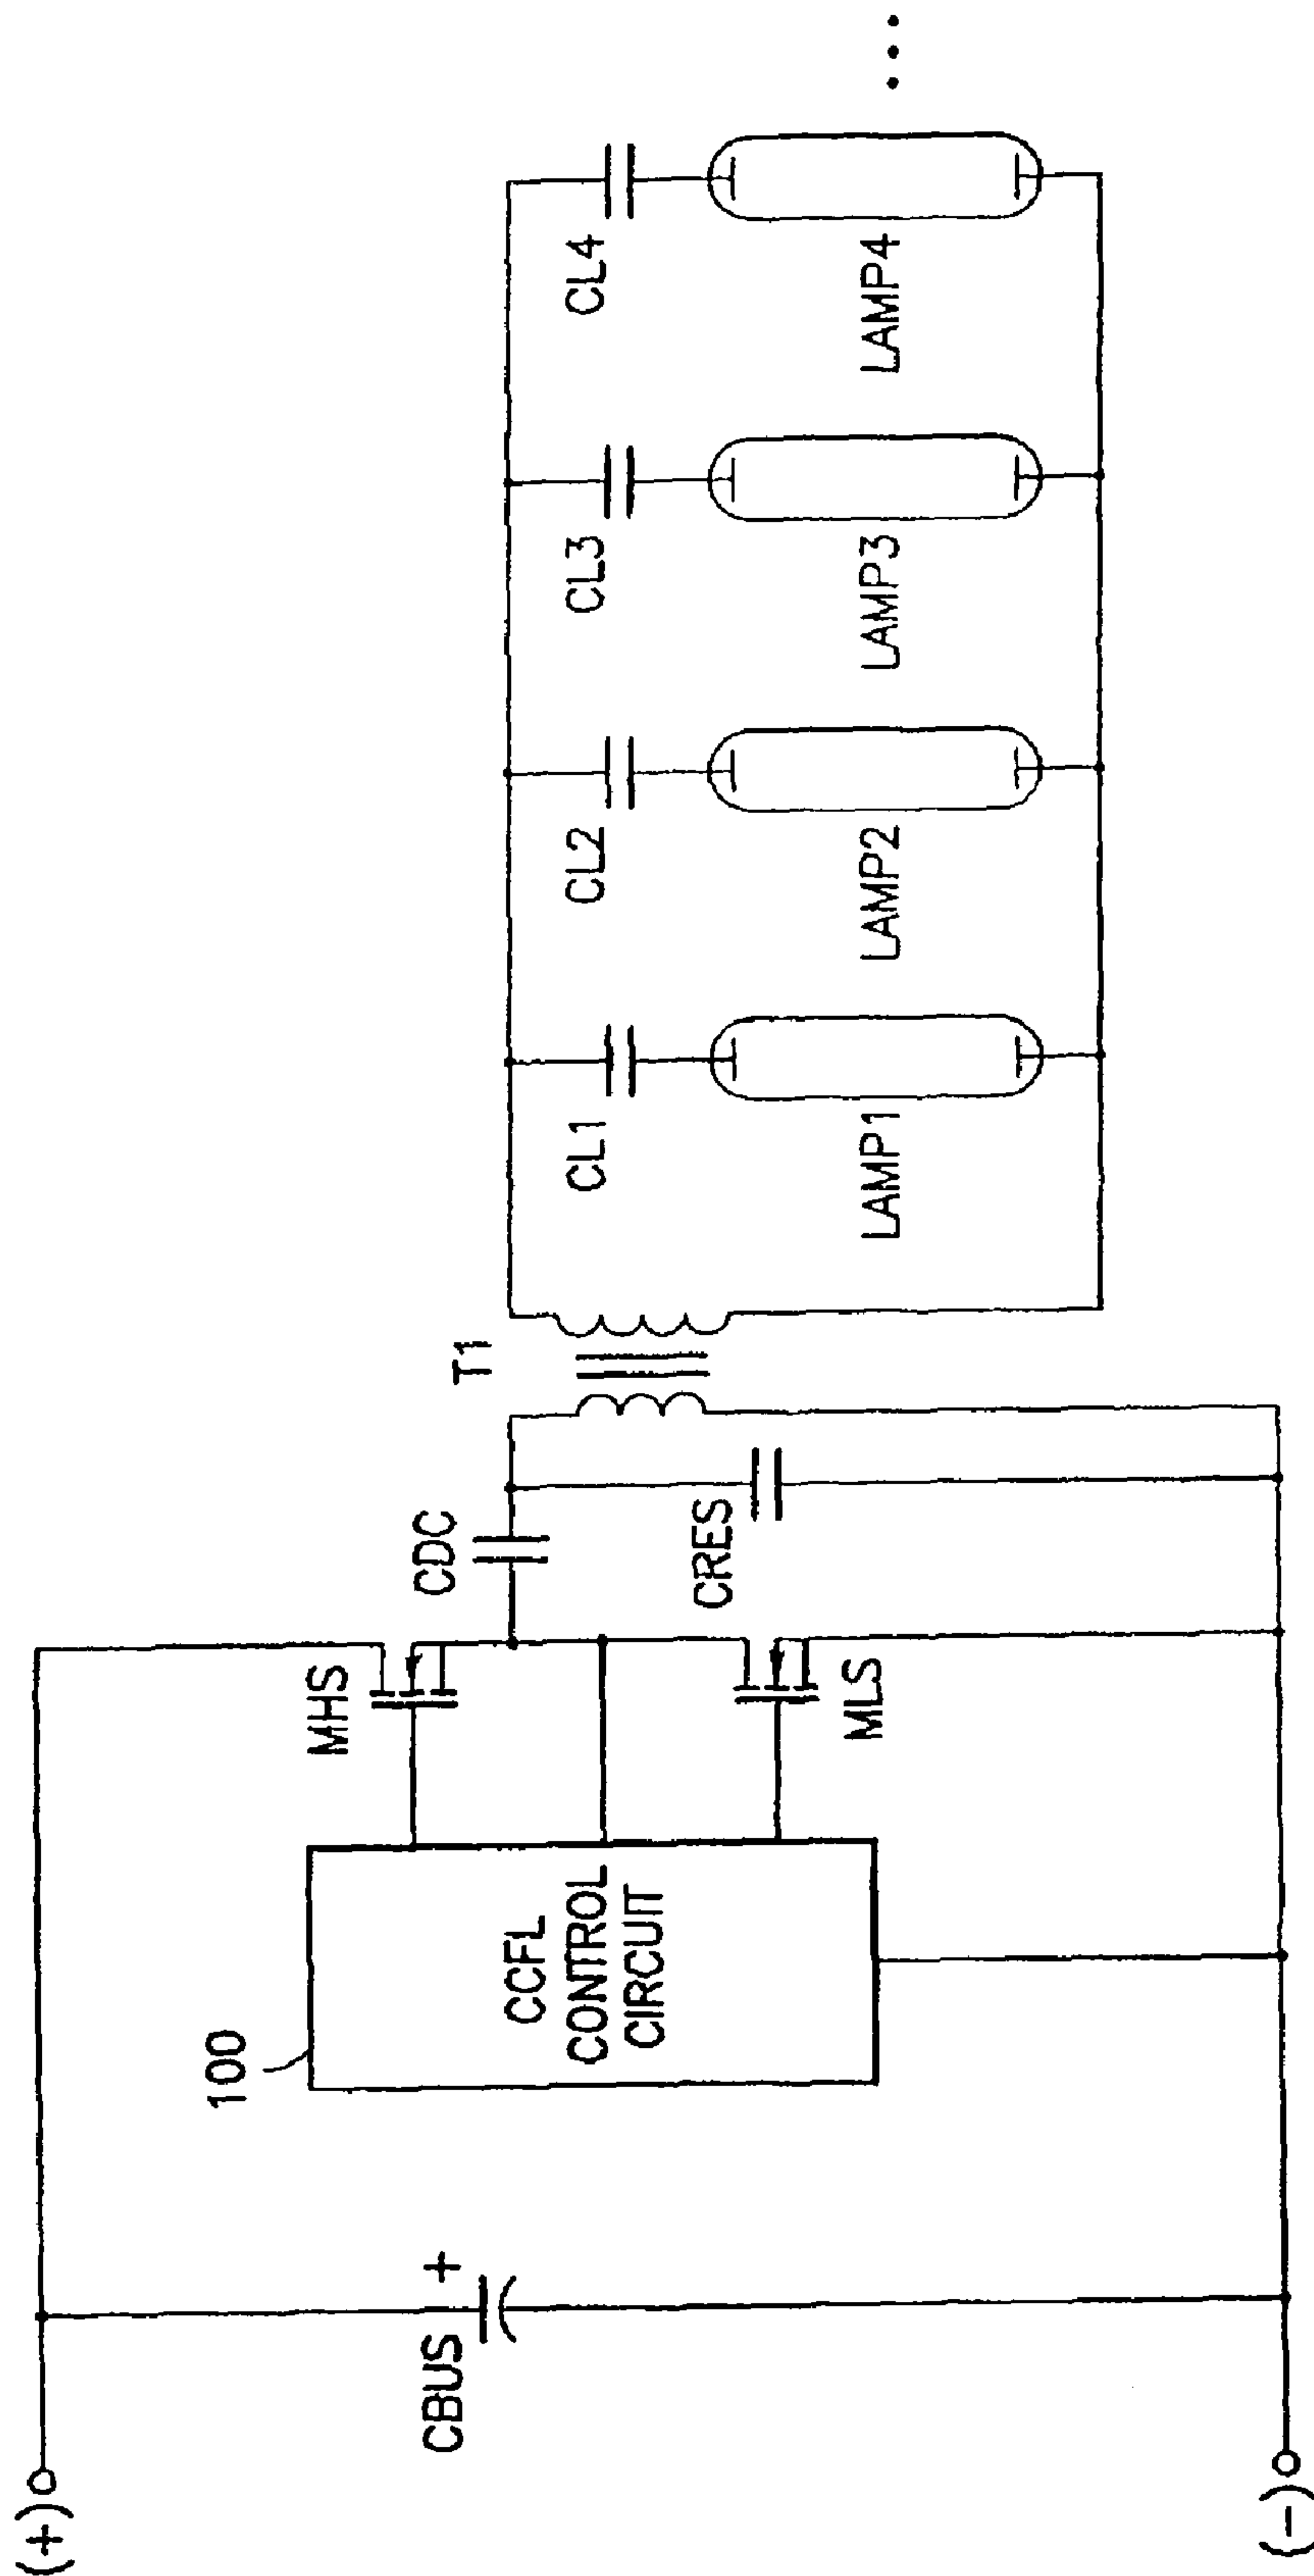 (+)
(-)
CBUS
+
100
CCFL
CONTROL
CIRCUIT
MHS
MLS
CDC
CRES
T1
CL1
LAMP1
CL2
LAMP2
CL3
LAMP3
CL4
LAMP4
...